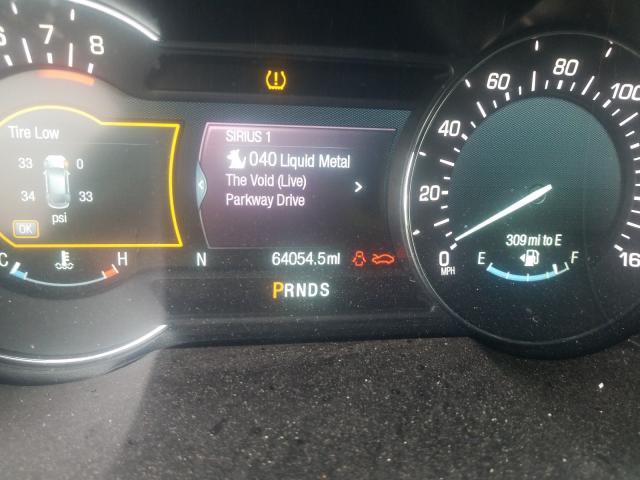 6 7 8
Tire Low
33 0
34 33
psi
OK
C H
SIRIUS 1
040 Liquid Metal
The Void (Live)
Parkway Drive
N 64054.5mi
PRNDS
0 20 40 60 80 100 16
MPH
309 mi to E
E F